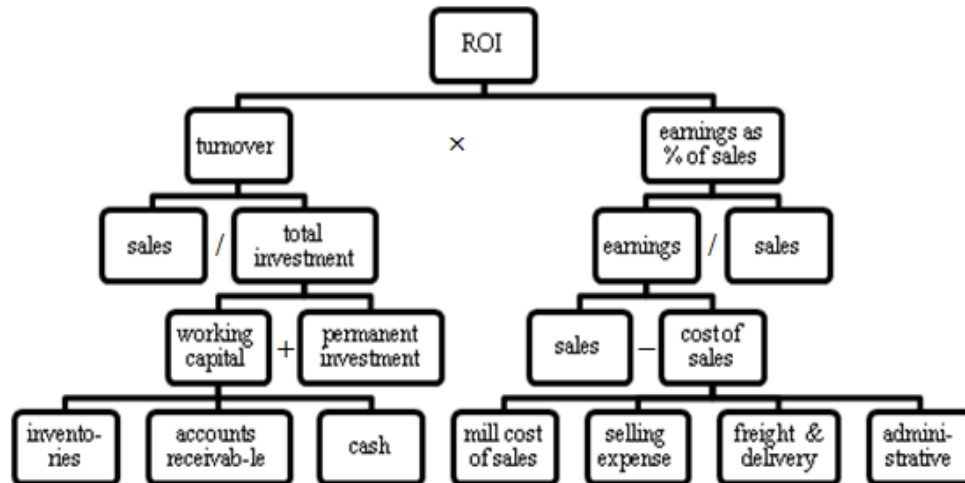 ROI
turnover
×
earnings as
% of sales
sales
/
total
investment
earnings
/
sales
working
capital
+
permanent
investment
sales
–
cost of
sales
invento-
ries
accounts
receivab-le
cash
mill cost
of sales
selling
expense
freight &
delivery
admini-
strative